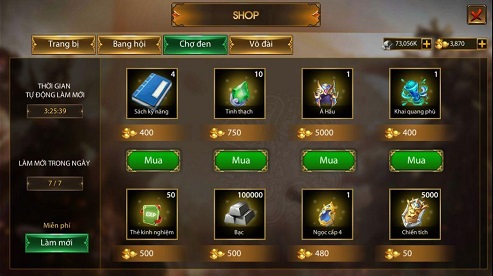 SHOP
Trang bị
Bang hội
Chợ đen
Võ đài
73,056K
3,870
THỜI GIAN
TỰ ĐỘNG LÀM MỚI
3:25:39
LÀM MỚI TRONG NGÀY
7 / 7
Miễn phí
Làm mới
4
Sách kỹ năng
400
Mua
10
Tinh thạch
750
Mua
1
Á Hậu
5000
Mua
1
Khai quang phù
400
Mua
50
EXP
Thẻ kinh nghiệm
500
100000
Bạc
500
1
Ngọc cấp 4
480
5000
Chiến tích
50